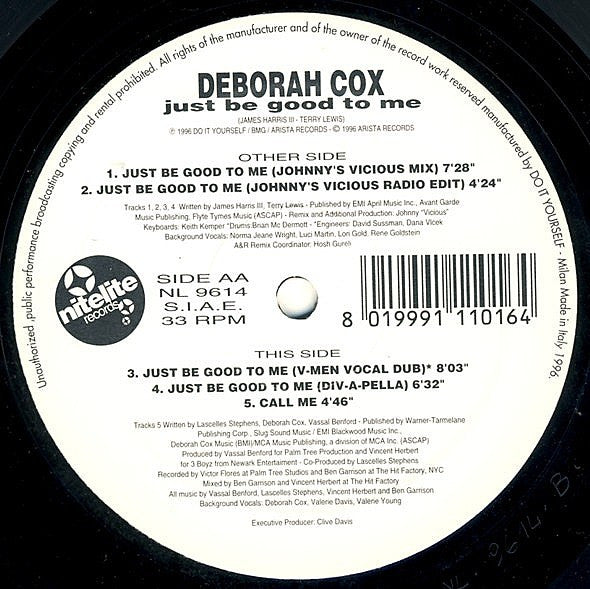 Unauthorized public performance broadcasting copying and rental prohibited. All rights of the manufacturer and of the owner of the record work reserved manufactured by DO IT YOURSELF - Milan Made in Italy 1996.
DEBORAH COX
just be good to me
(JAMES HARRIS III - TERRY LEWIS)
℗ 1996 DO IT YOURSELF / BMG / ARISTA RECORDS - © 1996 ARISTA RECORDS
OTHER SIDE
1. JUST BE GOOD TO ME (JOHNNY'S VICIOUS MIX) 7'28"
2. JUST BE GOOD TO ME (JOHNNY'S VICIOUS RADIO EDIT) 4'24"
Tracks 1, 2, 3, 4 Written by James Harris III, Terry Lewis - Published by EMI April Music Inc., Avant Garde
Music Publishing, Flyte Tymes Music (ASCAP) - Remix and Additional Production: Johnny "Vicious"
Keyboards: Keith Kemper *Drums:Brian Mc Dermott - *Engineers: David Sussman, Dana Vlcek
Background Vocals: Norma Jeane Wright, Luci Martin, Lori Gold, Rene Goldstein
A&R Remix Coordinator: Hosh Gureli
nitelite
records
SIDE AA
NL 9614
S.I.A.E.
33 RPM
8 019991 110164
THIS SIDE
3. JUST BE GOOD TO ME (V-MEN VOCAL DUB)* 8'03"
4. JUST BE GOOD TO ME (DIV-A-PELLA) 6'32"
5. CALL ME 4'46"
Tracks 5 Written by Lascelles Stephens, Deborah Cox, Vassal Benford - Published by Warner-Tarmelane
Publishing Corp., Slug Sound Music / EMI Blackwood Music Inc.,
Deborah Cox Music (BMI)/MCA Music Publishing, a division of MCA Inc. (ASCAP)
Produced by Vassal Benford for Palm Tree Production and Vincent Herbert
for 3 Boyz from Newark Entertaiment - Co-Produced by Lascelles Stephens
Recorded by Victor Flores at Palm Tree Studios and Ben Garrison at The Hit Factory, NYC
Mixed by Ben Garrison and Vincent Herbert at The Hit Factory
All music by Vassal Benford, Lascelles Stephens, Vincent Herbert and Ben Garrison
Background Vocals: Deborah Cox, Valerie Davis, Valerie Young
Executive Producer: Clive Davis